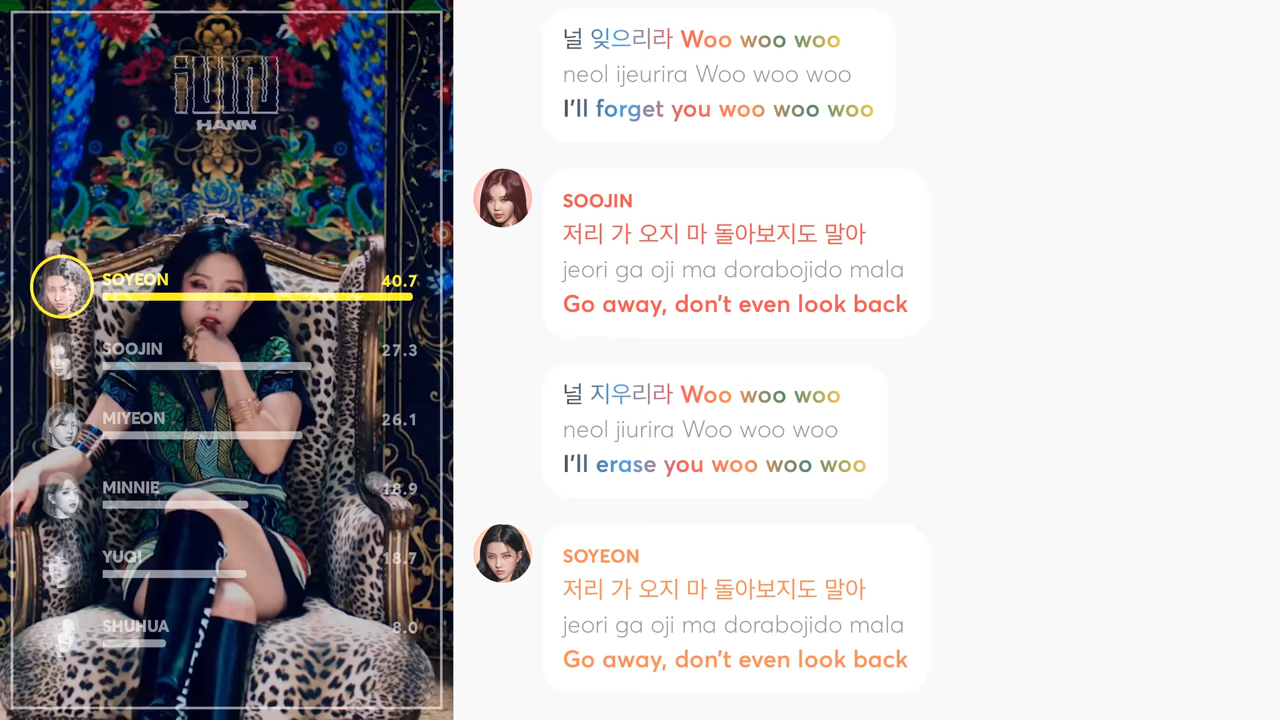 HANN
SOYEON 40.7
SOOJIN 27.3
MIYEON 26.1
MINNIE 18.9
YUQI 18.7
SHUHUA 8.0
널 잊으리라 Woo woo woo
neol ijeurira Woo woo woo
I'll forget you woo woo woo
SOOJIN
저리 가 오지 마 돌아보지도 말아
jeori ga oji ma dorabojido mala
Go away, don't even look back
널 지우리라 Woo woo woo
neol jiurira Woo woo woo
I'll erase you woo woo woo
SOYEON
저리 가 오지 마 돌아보지도 말아
jeori ga oji ma dorabojido mala
Go away, don't even look back